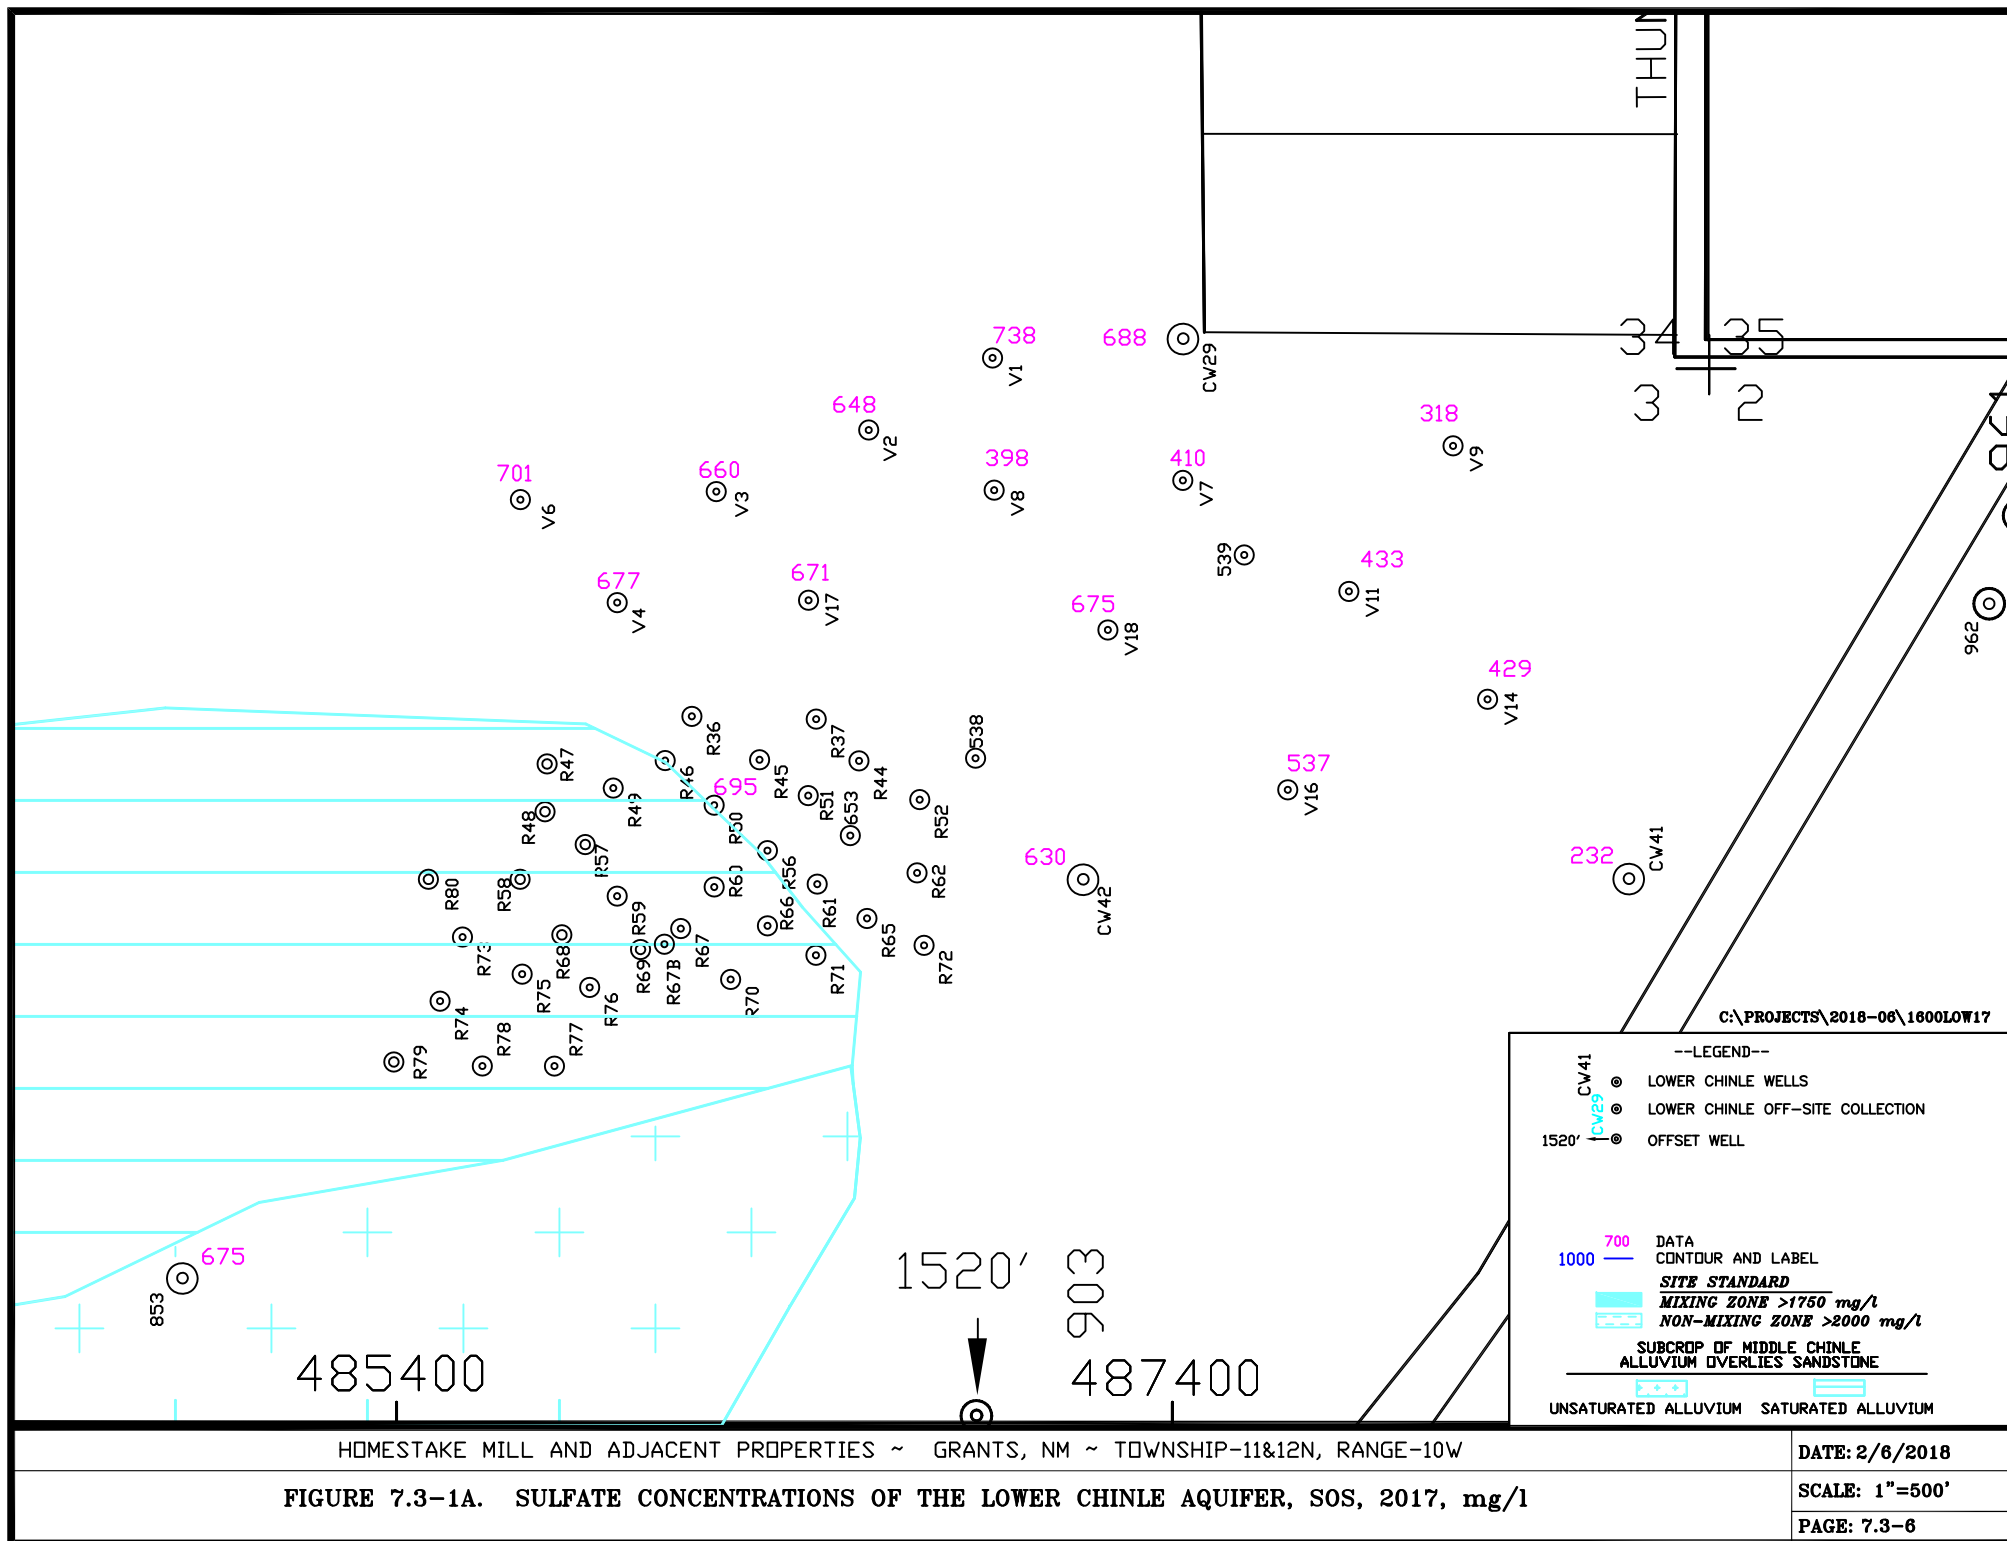 THUN
34 35
3 2
738
V1
688
CW29
648
V2
318
V9
701
V6
660
V3
398
V8
410
V7
539
433
V11
677
V4
671
V17
675
V18
962
429
V14
R36
R37
538
R47
R46
R45
R44
537
V16
R49
695
R50
R51
653
R52
R48
R57
R56
630
CW42
232
CW41
R80
R58
R59
R60
R61
R62
R66
R65
R73
R68
R69
R67B
R67
R71
R72
R75
R76
R70
R74
R78
R77
R79
675
853
1520'
903
485400
487400
C:\PROJECTS\2018-06\1600LOW17
--LEGEND--
CW41 LOWER CHINLE WELLS
CW29 LOWER CHINLE OFF-SITE COLLECTION
1520' OFFSET WELL
700 DATA
1000 CONTOUR AND LABEL
SITE STANDARD
MIXING ZONE >1750 mg/l
NON-MIXING ZONE >2000 mg/l
SUBCROP OF MIDDLE CHINLE
ALLUVIUM OVERLIES SANDSTONE
UNSATURATED ALLUVIUM SATURATED ALLUVIUM
HOMESTAKE MILL AND ADJACENT PROPERTIES ~ GRANTS, NM ~ TOWNSHIP-11&12N, RANGE-10W
DATE: 2/6/2018
FIGURE 7.3-1A. SULFATE CONCENTRATIONS OF THE LOWER CHINLE AQUIFER, SOS, 2017, mg/l
SCALE: 1"=500'
PAGE: 7.3-6